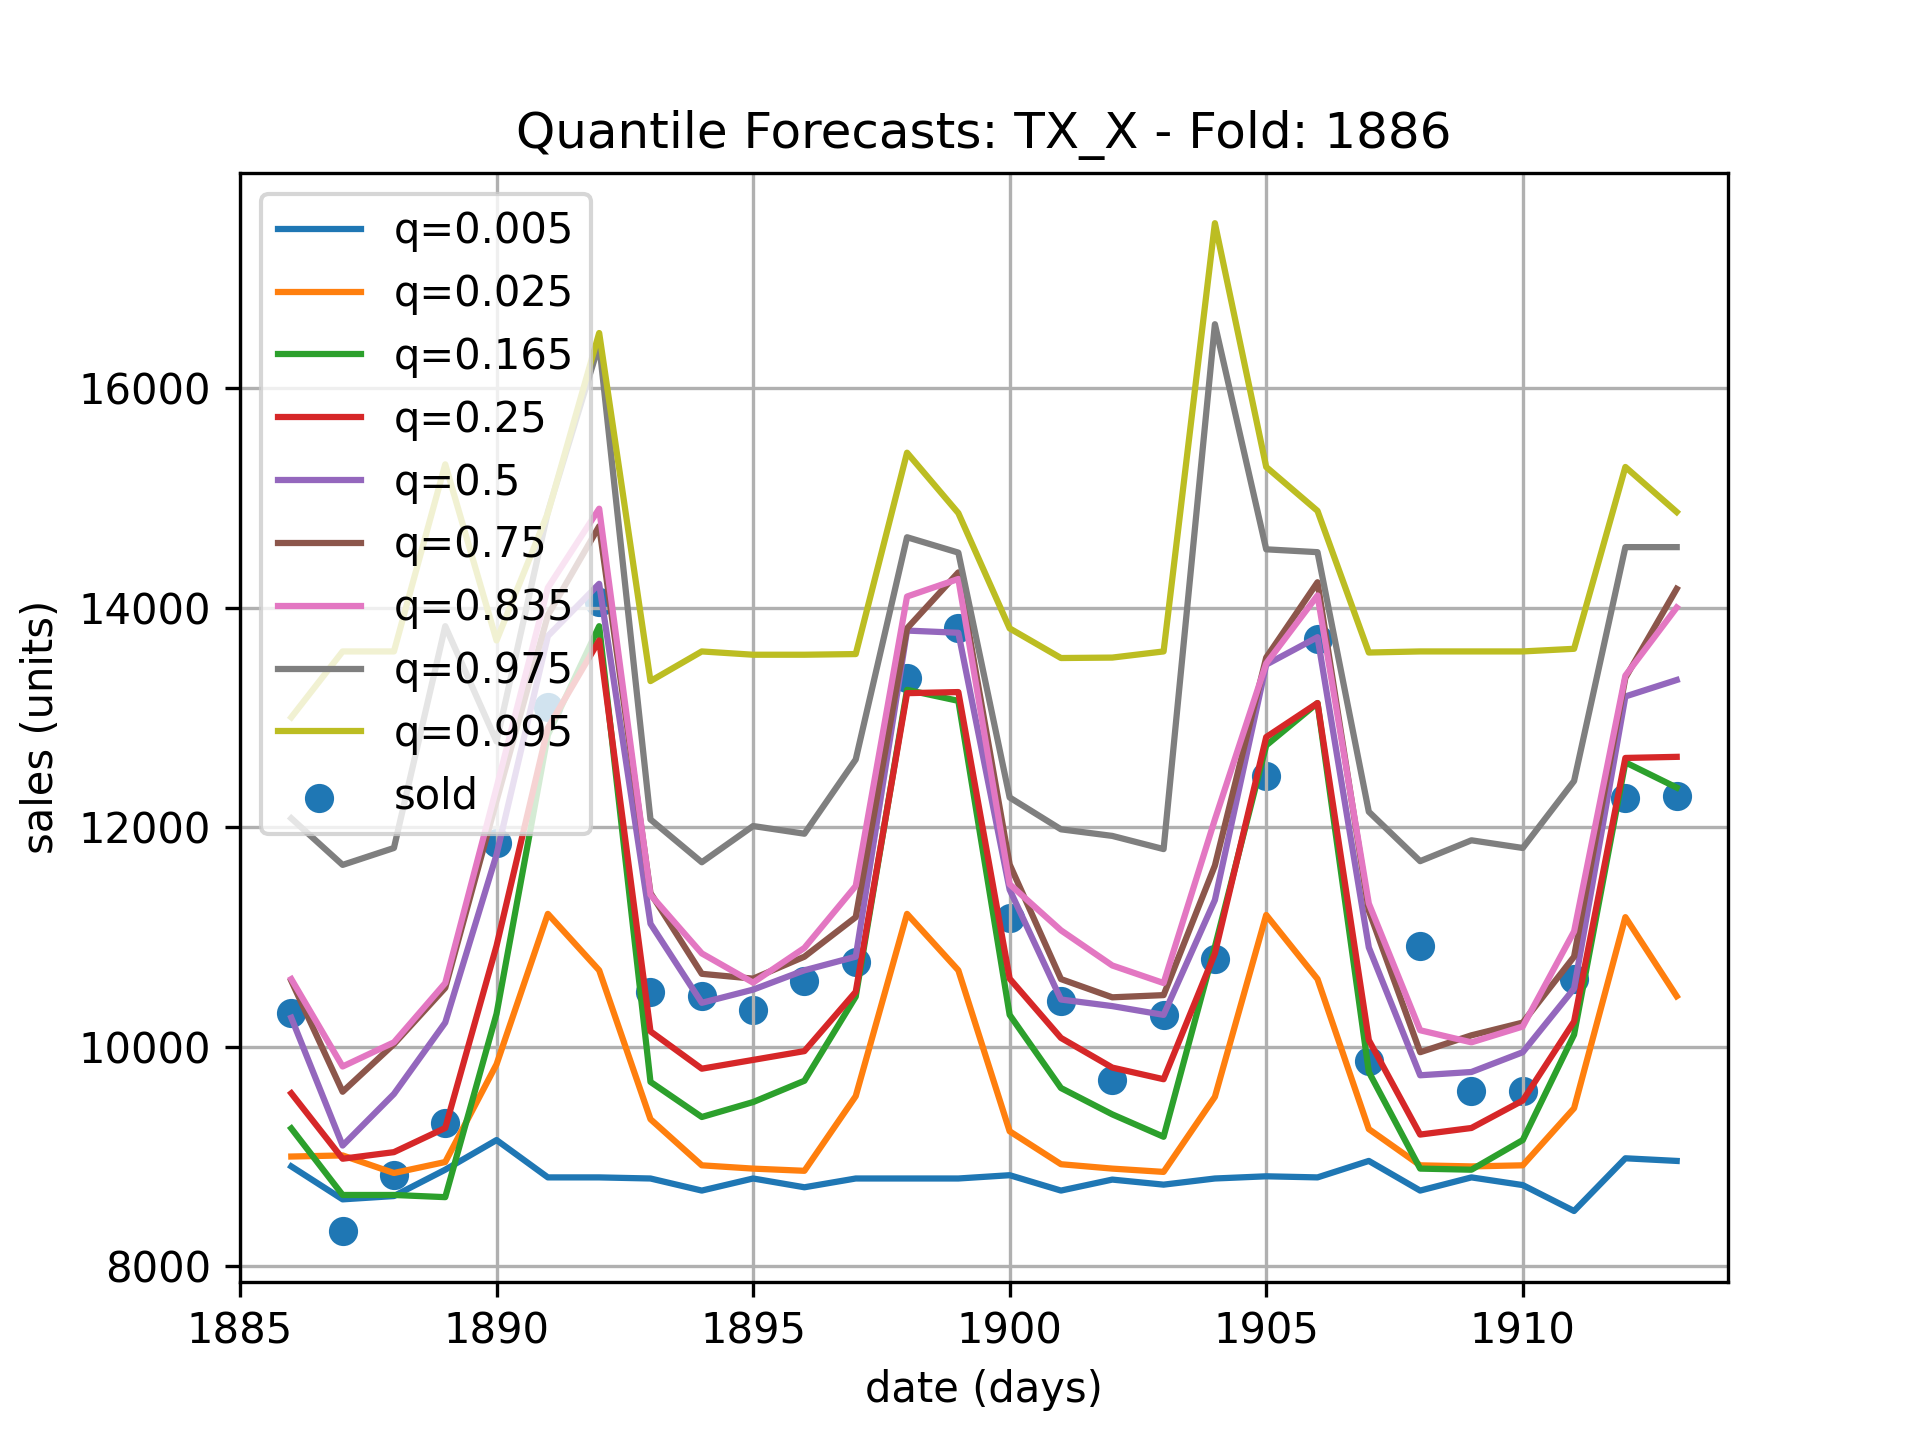 Quantile Forecasts: TX_X - Fold: 1886
q=0.005
q=0.025
q=0.165
q=0.25
q=0.5
q=0.75
q=0.835
q=0.975
q=0.995
sold
sales (units)
16000
14000
12000
10000
8000
1885 1890 1895 1900 1905 1910
date (days)